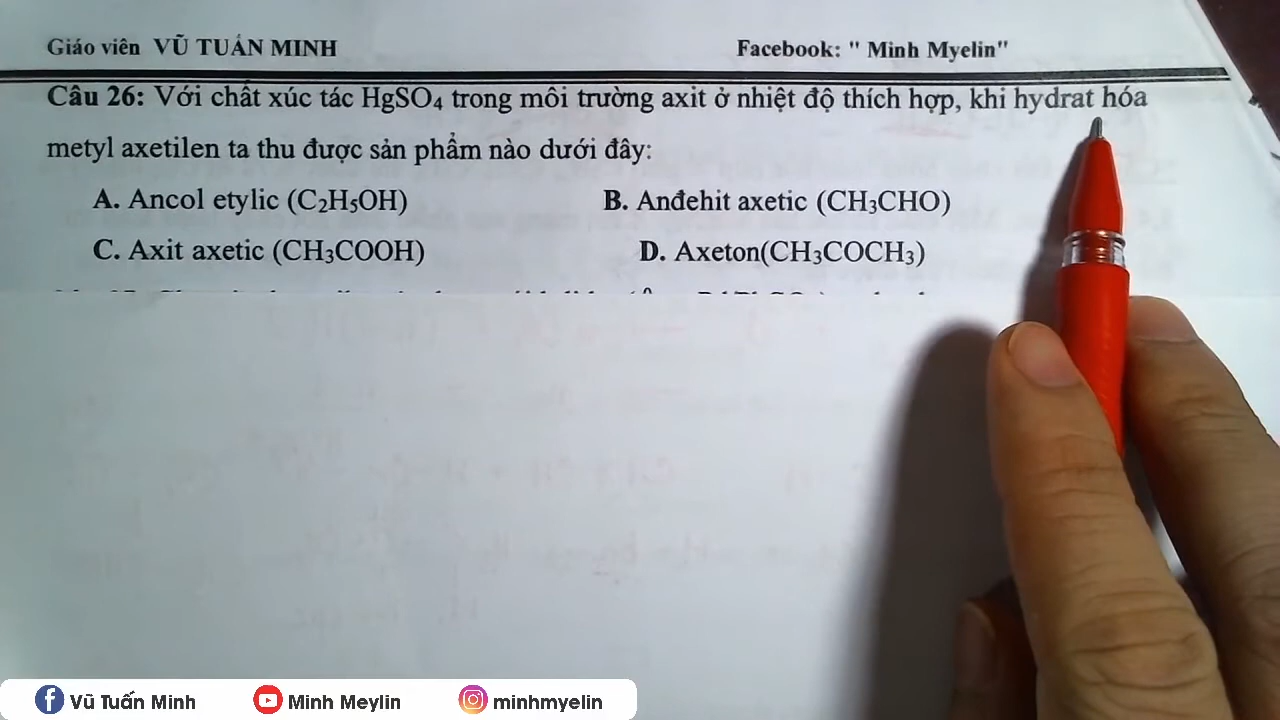 Giáo viên VŨ TUẤN MINH Facebook: " Minh Myelin"
Câu 26: Với chất xúc tác HgSO₄ trong môi trường axit ở nhiệt độ thích hợp, khi hydrat hóa
metyl axetilen ta thu được sản phẩm nào dưới đây:
A. Ancol etylic (C₂H₅OH) B. Anđehit axetic (CH₃CHO)
C. Axit axetic (CH₃COOH) D. Axeton(CH₃COCH₃)
Vũ Tuấn Minh Minh Meylin minhmyelin